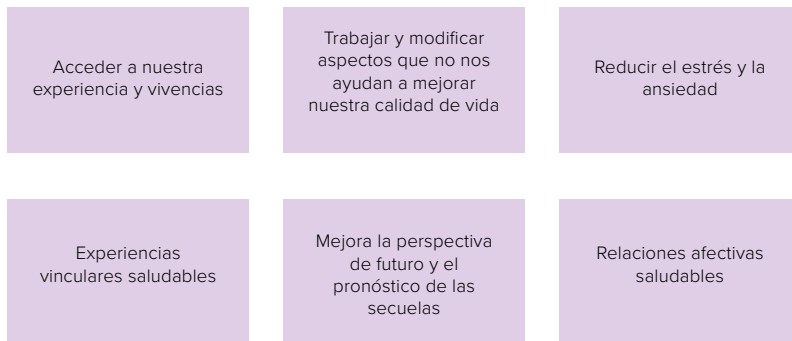 Acceder a nuestra
experiencia y vivencias
Trabajar y modificar
aspectos que no nos
ayudan a mejorar
nuestra calidad de vida
Reducir el estrés y la
ansiedad
Experiencias
vinculares saludables
Mejora la perspectiva
de futuro y el
pronóstico de las
secuelas
Relaciones afectivas
saludables